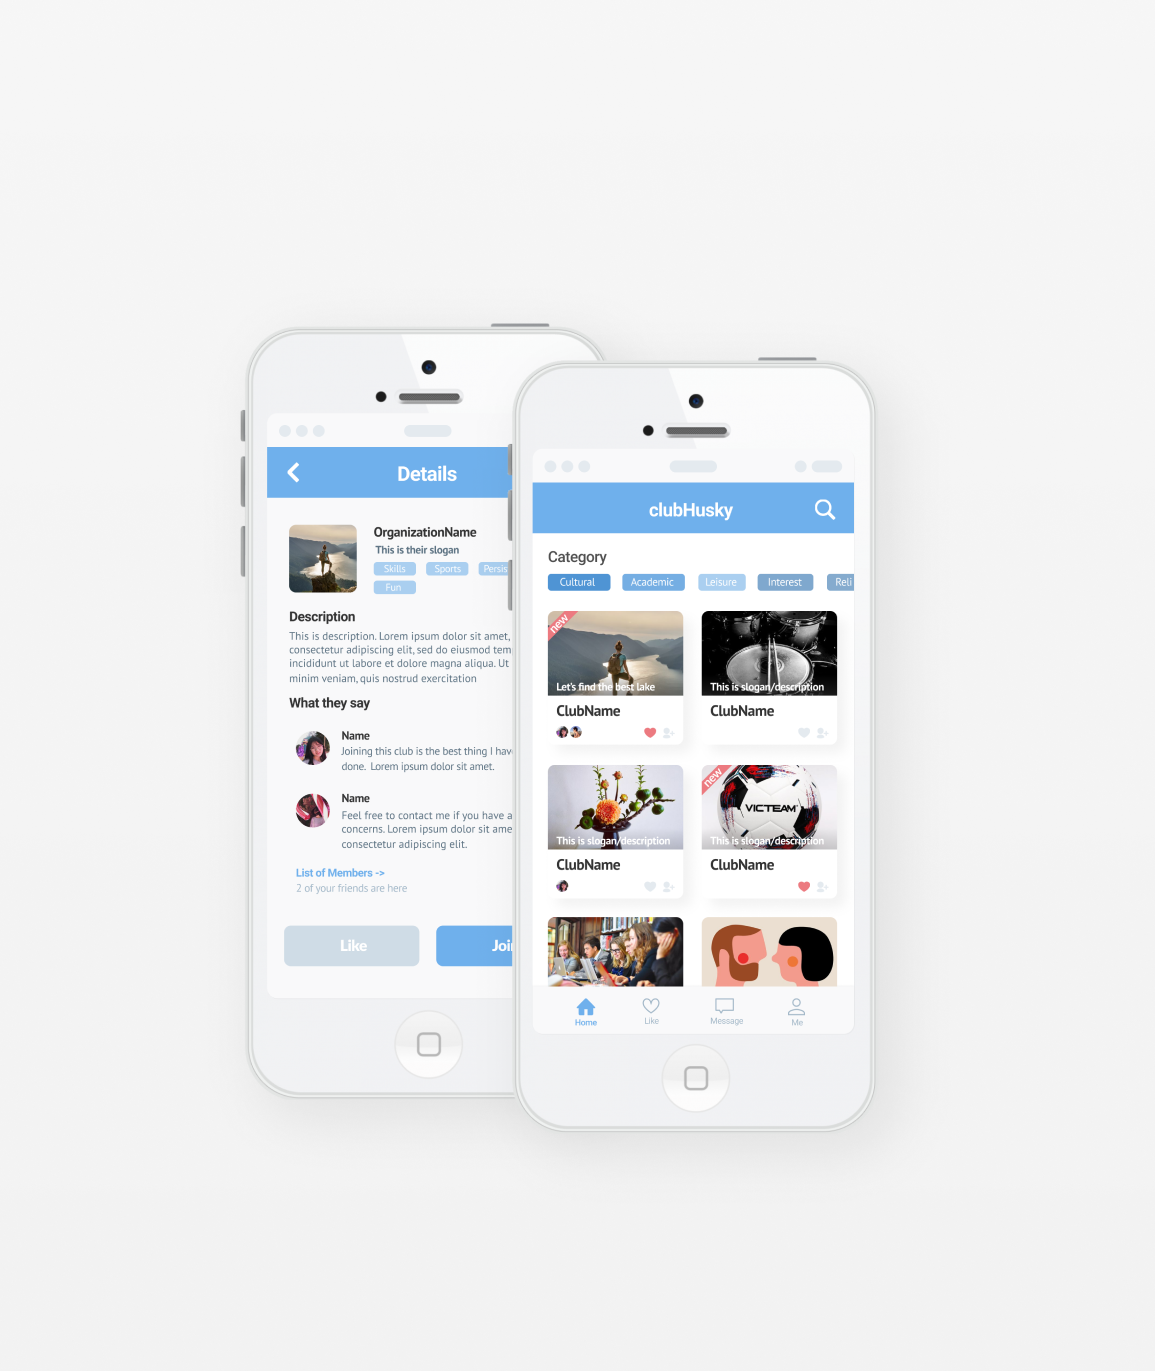 Details
OrganizationName
This is their slogan
Skills
Sports
Persis
Fun
Description
This is description. Lorem ipsum dolor sit amet,
consectetur adipiscing elit, sed do eiusmod tem
incididunt ut labore et dolore magna aliqua. Ut
minim veniam, quis nostrud exercitation
What they say
Name
Joining this club is the best thing I hav
done. Lorem ipsum dolor sit amet.
Name
Feel free to contact me if you have a
concerns. Lorem ipsum dolor sit ame
consectetur adipiscing elit.
List of Members ->
2 of your friends are here
Like
Join
clubHusky
Category
Cultural
Academic
Leisure
Interest
Reli
new
Let's find the best lake
ClubName
This is slogan/description
ClubName
This is slogan/description
ClubName
new
VICTEAM
This is slogan/description
ClubName
Home
Like
Message
Me